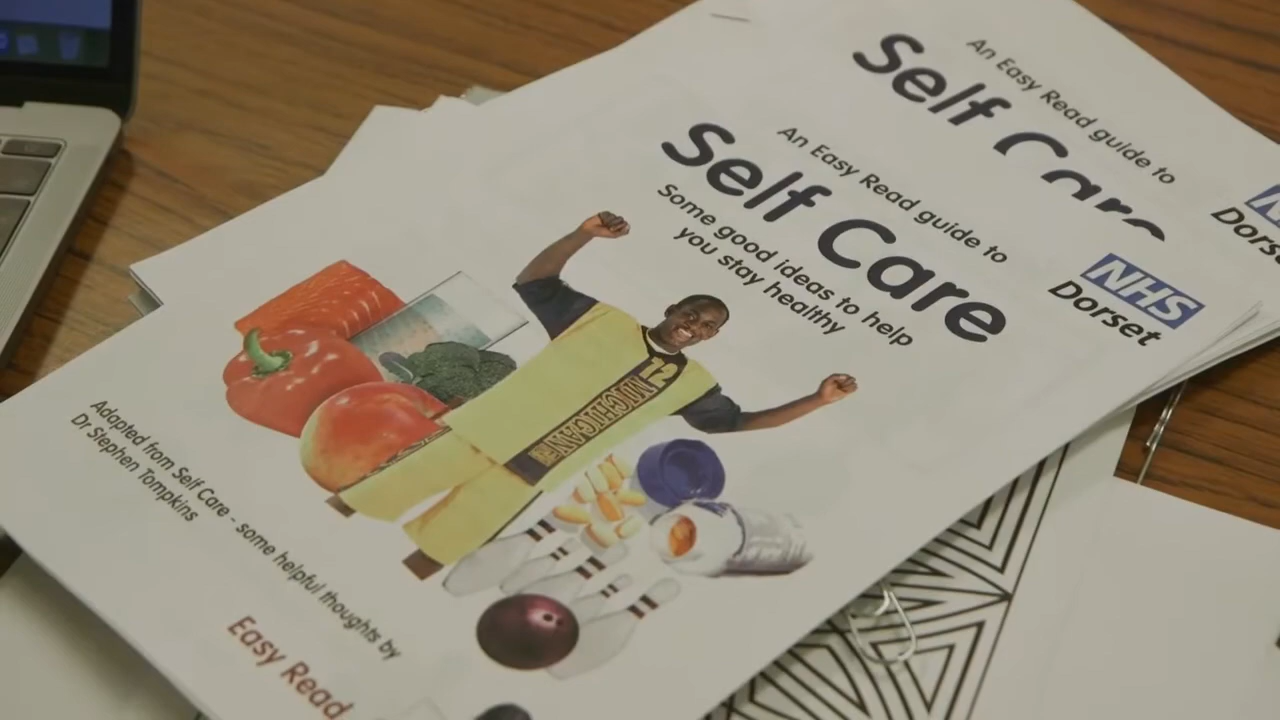 An Easy Read guide to
Self Care
NHS
Dorset
An Easy Read guide to
Self Care
Some good ideas to help
you stay healthy
NHS
Dorset
12
MICHIGAN
Adapted from Self Care - some helpful thoughts by
Dr Stephen Tompkins
Easy Read